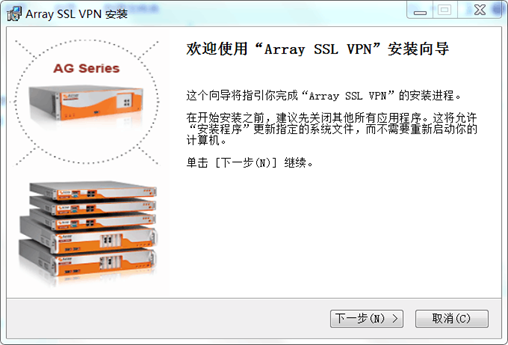 Array SSL VPN 安装
AG Series
欢迎使用“Array SSL VPN”安装向导
这个向导将指引你完成“Array SSL VPN”的安装进程。
在开始安装之前，建议先关闭其他所有应用程序。这将允许
“安装程序”更新指定的系统文件，而不需要重新启动你的
计算机。
单击 [下一步(N)] 继续。
下一步(N) >
取消(C)